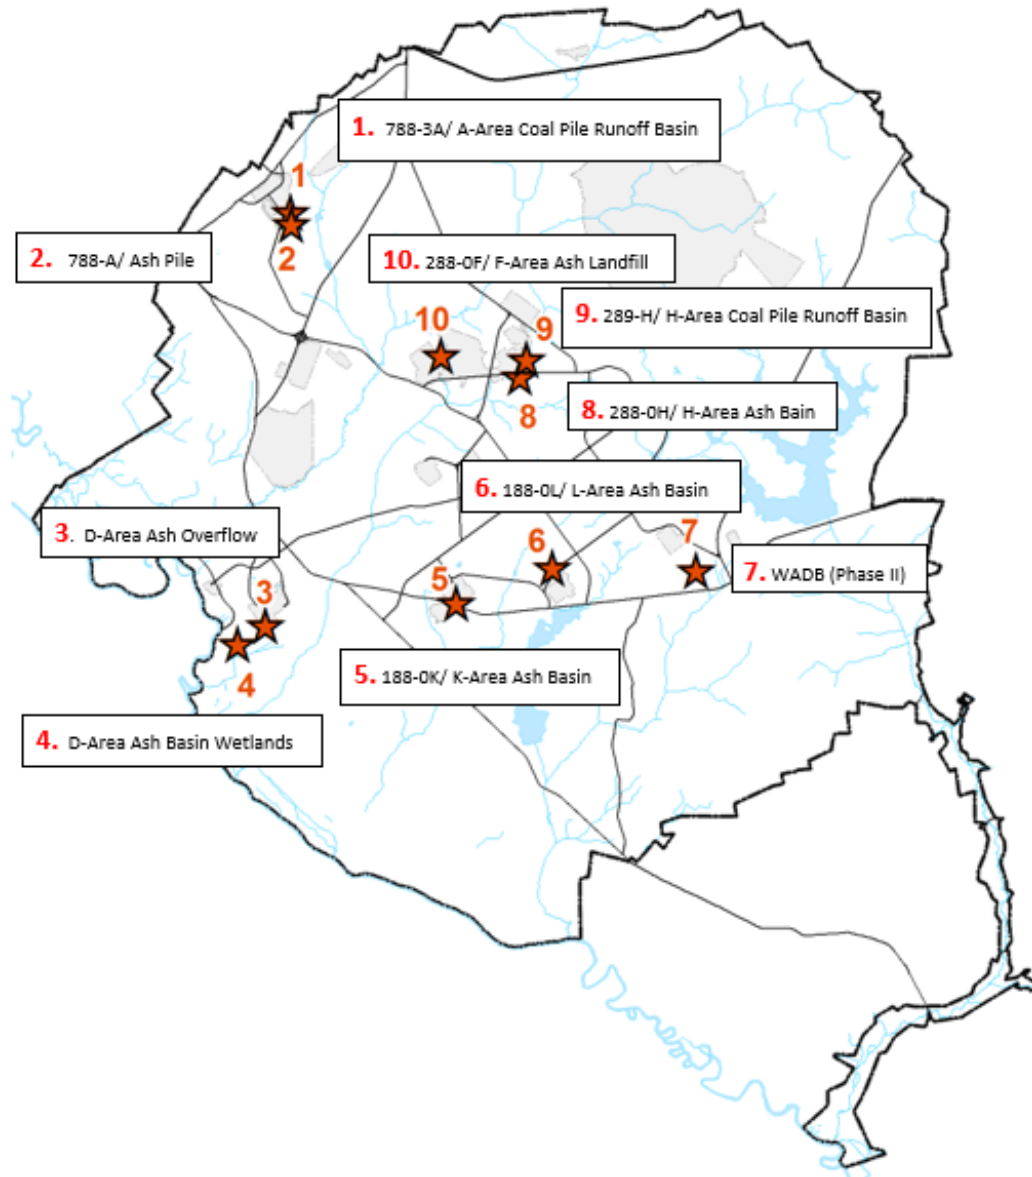 1. 788-3A/ A-Area Coal Pile Runoff Basin
1
2
2. 788-A/ Ash Pile
10. 288-0F/ F-Area Ash Landfill
9. 289-H/ H-Area Coal Pile Runoff Basin
10
9
8
8. 288-0H/ H-Area Ash Bain
6. 188-0L/ L-Area Ash Basin
3. D-Area Ash Overflow
6
7
7. WADB (Phase II)
5
3
4
5. 188-0K/ K-Area Ash Basin
4. D-Area Ash Basin Wetlands